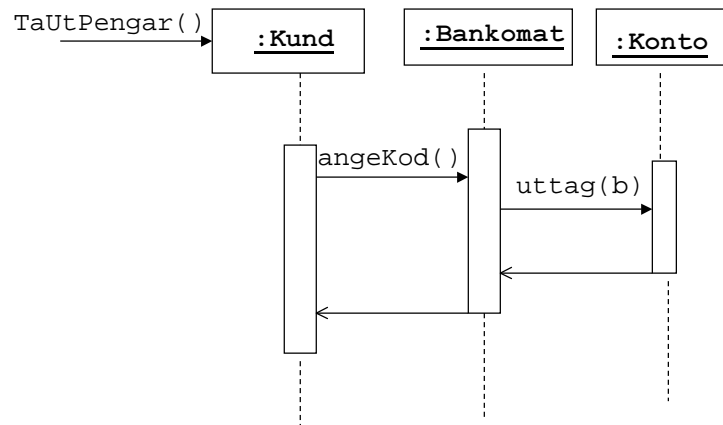 TaUtPengar()
:Kund
:Bankomat
:Konto
angeKod()
uttag(b)